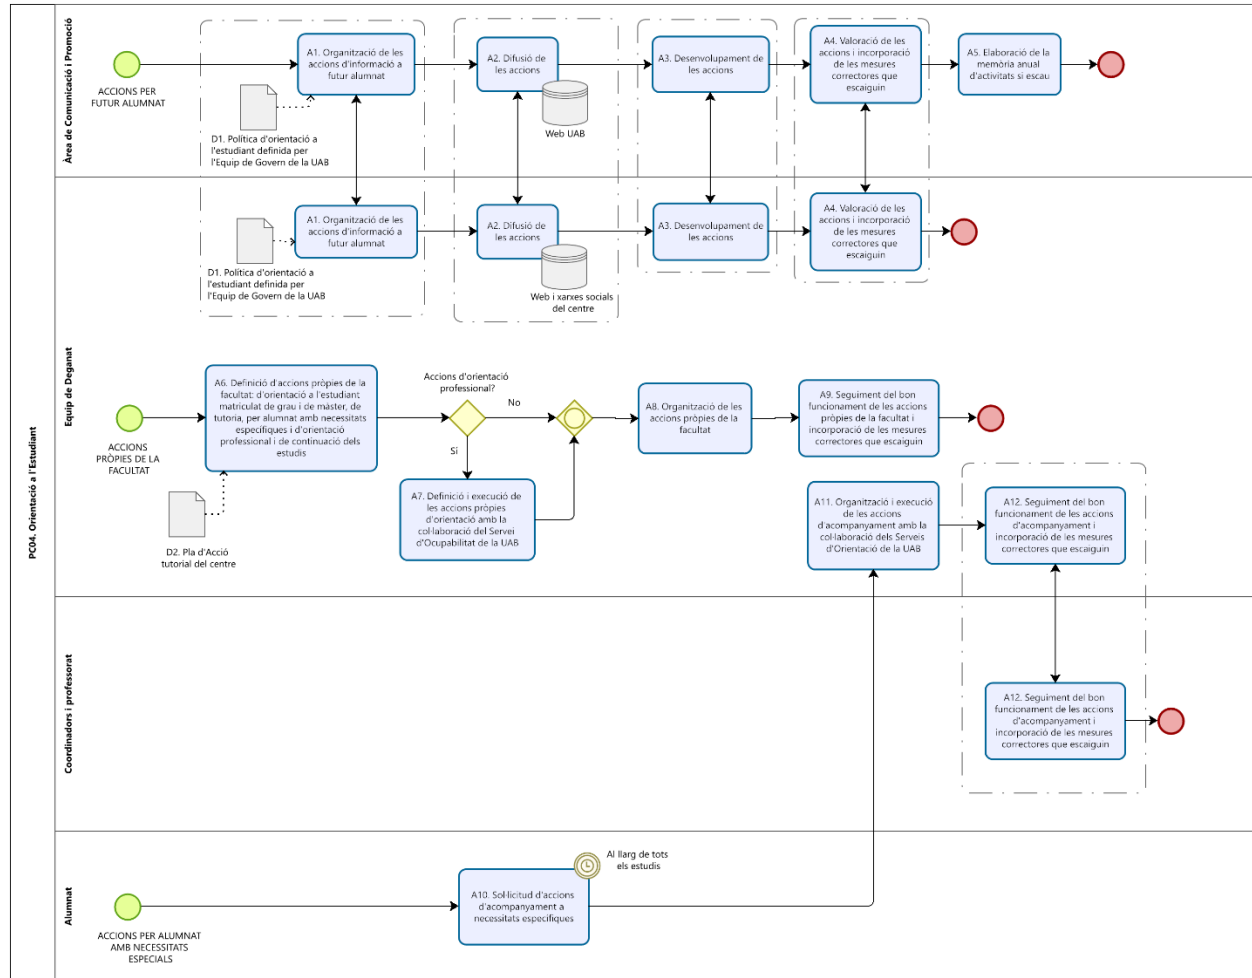 PC04. Orientació a l'Estudiant
Àrea de Comunicació i Promoció
ACCIONS PER
FUTUR ALUMNAT
A1. Organització de les
accions d'informació a
futur alumnat
D1. Política d'orientació a
l'estudiant definida per
l'Equip de Govern de la UAB
A2. Difusió de
les accions
Web UAB
A3. Desenvolupament de
les accions
A4. Valoració de les
accions i incorporació
de les mesures
correctores que
escaiguin
A5. Elaboració de la
memòria anual
d'activitats si escau
Equip de Deganat
A1. Organització de les
accions d'informació a
futur alumnat
D1. Política d'orientació a
l'estudiant definida per
l'Equip de Govern de la UAB
A2. Difusió de
les accions
Web i xarxes socials
del centre
A3. Desenvolupament de
les accions
A4. Valoració de les
accions i incorporació
de les mesures
correctores que
escaiguin
ACCIONS
PRÒPIES DE LA
FACULTAT
A6. Definició d'accions pròpies de la
facultat: d'orientació a l'estudiant
matriculat de grau i de màster, de
tutoria, per alumnat amb necessitats
específiques i d'orientació
professional i de continuació dels
estudis
D2. Pla d'Acció
tutorial del centre
Accions d'orientació
professional?
No
Sí
A7. Definició i execució de
les accions pròpies
d'orientació amb la
col·laboració del Servei
d'Ocupabilitat de la UAB
A8. Organització de les
accions pròpies de la
facultat
A9. Seguiment del bon
funcionament de les accions
pròpies de la facultat i
incorporació de les mesures
correctores que escaiguin
A11. Organització i execució
de les accions
d'acompanyament amb la
col·laboració dels Serveis
d'Orientació de la UAB
A12. Seguiment del bon
funcionament de les accions
d'acompanyament i
incorporació de les mesures
correctores que escaiguin
Coordinadors i professorat
A12. Seguiment del bon
funcionament de les accions
d'acompanyament i
incorporació de les mesures
correctores que escaiguin
Alumnat
ACCIONS PER ALUMNAT
AMB NECESSITATS
ESPECIALS
A10. Sol·licitud d'accions
d'acompanyament a
necessitats específiques
Al llarg de tots
els estudis